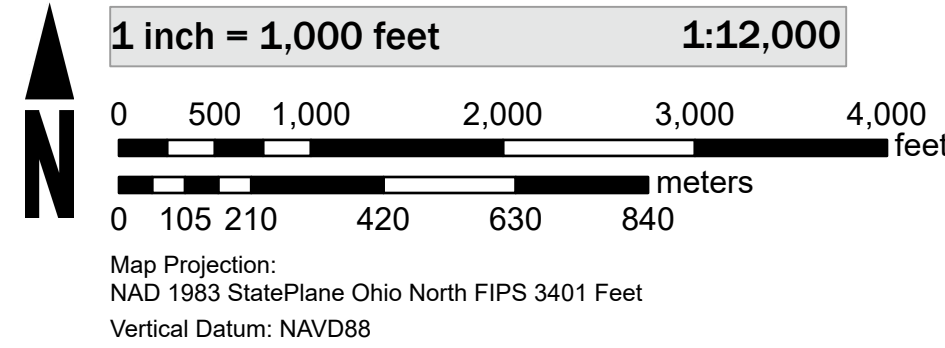 1 inch = 1,000 feet 1:12,000
0 500 1,000 2,000 3,000 4,000
feet
N
meters
0 105 210 420 630 840
Map Projection:
NAD 1983 StatePlane Ohio North FIPS 3401 Feet
Vertical Datum: NAVD88